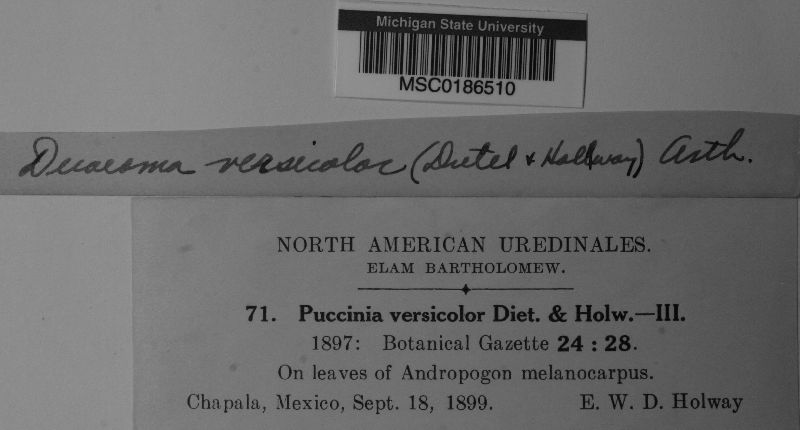 Michigan State University
MSC0186510
Dicaeoma versicolor (Dietel & Hollway) Arth.
NORTH AMERICAN UREDINALES.
ELAM BARTHOLOMEW.
71. Puccinia versicolor Diet. & Holw.—III.
1897: Botanical Gazette 24 : 28.
On leaves of Andropogon melanocarpus.
Chapala, Mexico, Sept. 18, 1899. E. W. D. Holway